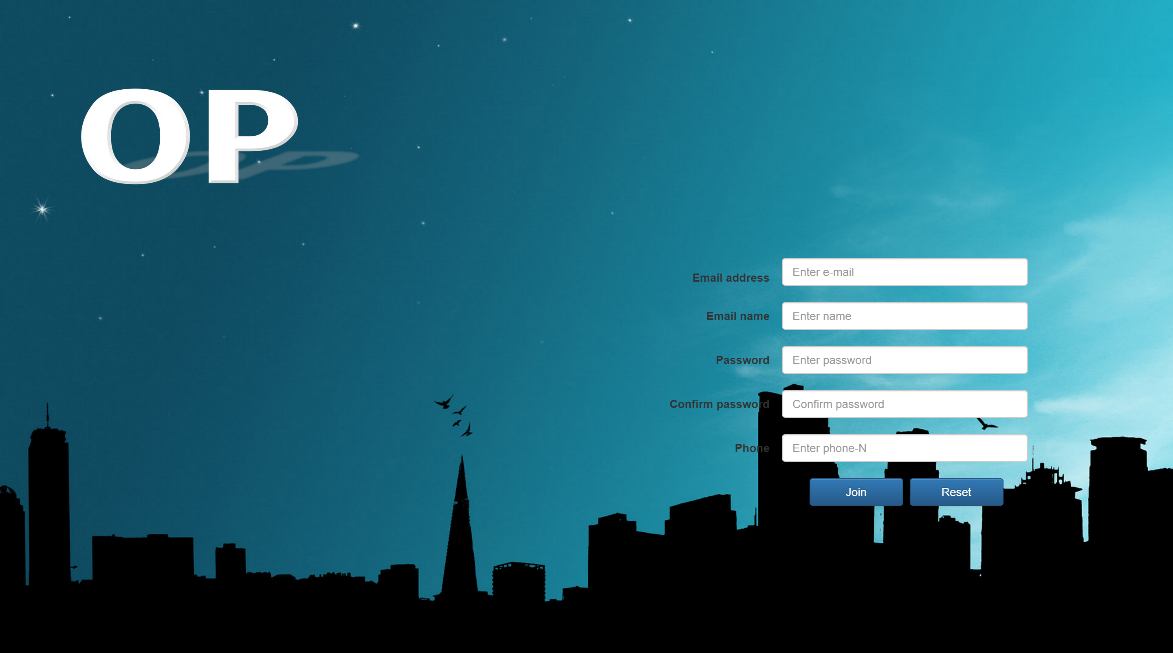 OP
Email address Enter e-mail
Email name Enter name
Password Enter password
Confirm password Confirm password
Phone Enter phone-N
Join Reset